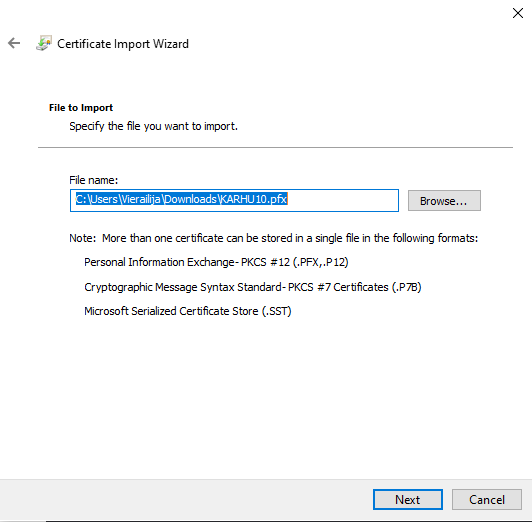 Certificate Import Wizard
File to Import
Specify the file you want to import.
File name:
C:\Users\Vierailija\Downloads\KARHU10.pfx
Browse...
Note: More than one certificate can be stored in a single file in the following formats:
Personal Information Exchange- PKCS #12 (.PFX,.P12)
Cryptographic Message Syntax Standard- PKCS #7 Certificates (.P7B)
Microsoft Serialized Certificate Store (.SST)
Next
Cancel